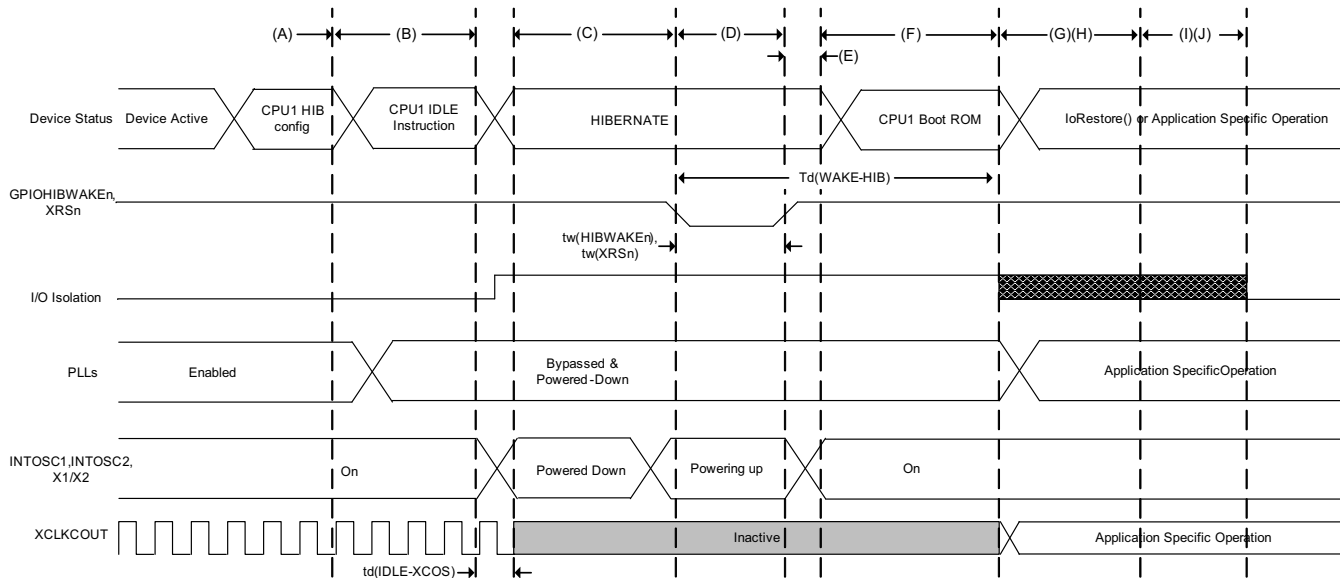 (A)
(B)
(C)
(D)
(F)
(G)(H)
(I)(J)
(E)
Device Status
Device Active
CPU1 HIB
config
CPU1 IDLE
Instruction
HIBERNATE
CPU1 Boot ROM
IoRestore() or Application Specific Operation
Td(WAKE-HIB)
GPIOHIBWAKEn,
XRSn
tw(HIBWAKEn),
tw(XRSn)
I/O Isolation
PLLs
Enabled
Bypassed &
Powered-Down
Application SpecificOperation
INTOSC1,INTOSC2,
X1/X2
On
Powered Down
Powering up
On
XCLKCOUT
Inactive
Application Specific Operation
td(IDLE-XCOS)